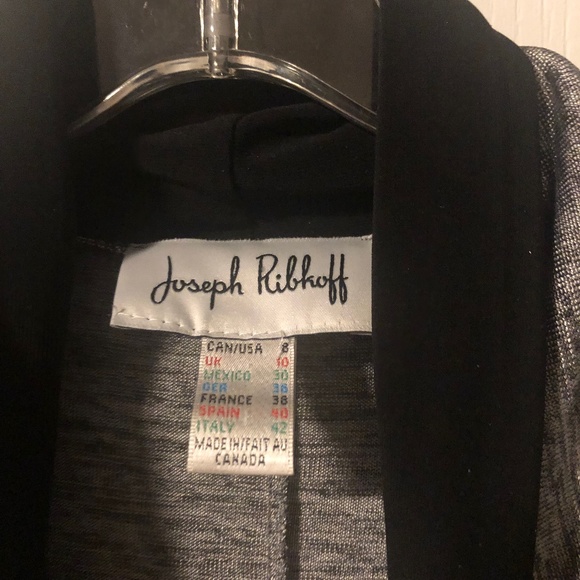 Joseph Ribkoff
CAN/USA 8
UK 10
MEXICO 30
GER 36
FRANCE 38
SPAIN 40
ITALY 42
MADE IN/FAIT AU
CANADA